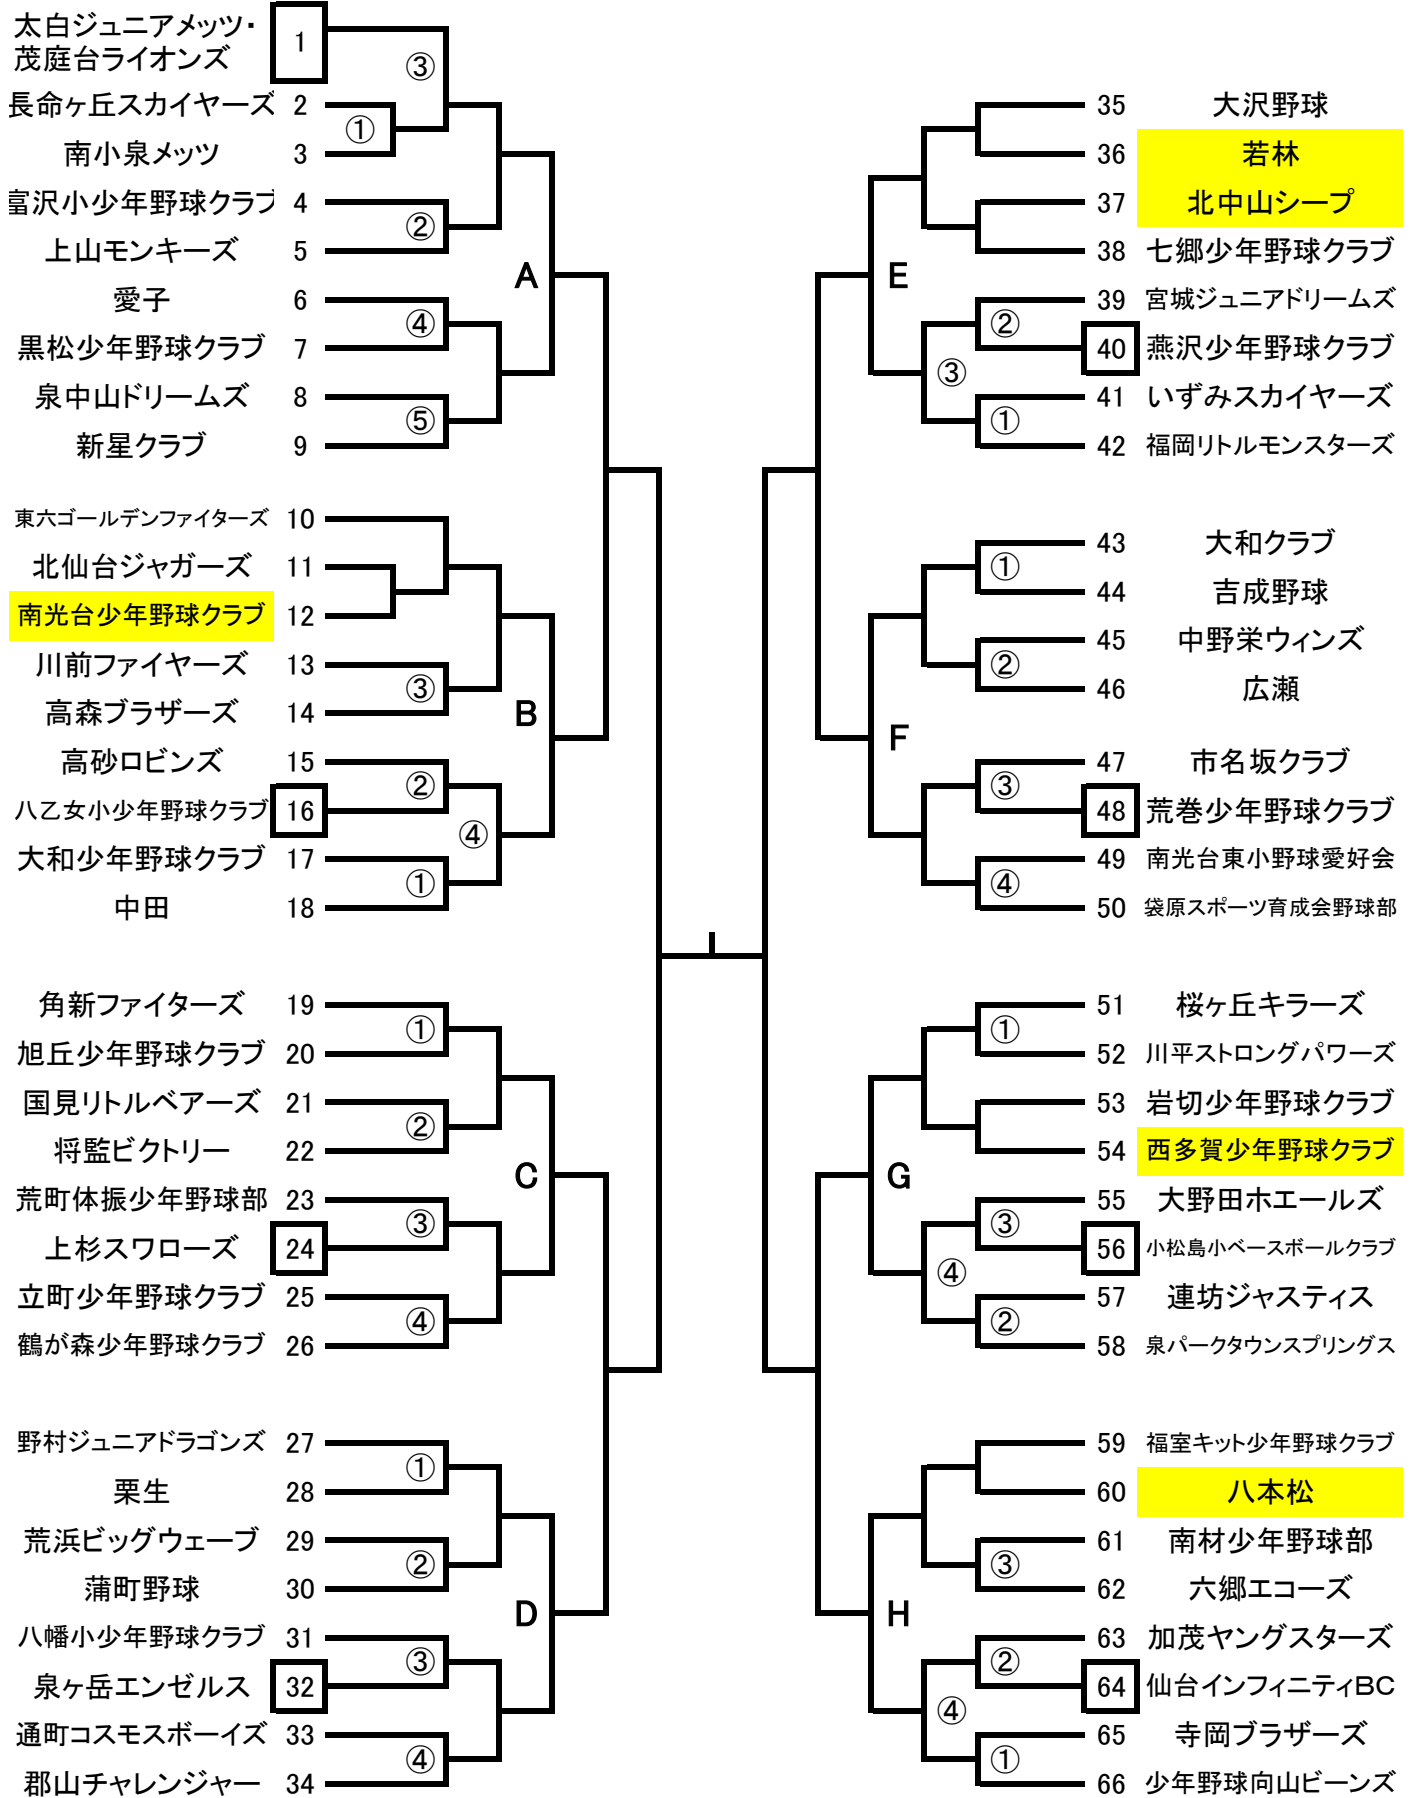 太白ジュニアメッツ・
茂庭台ライオンズ 1
③
長命ヶ丘スカイヤーズ 2
①
南小泉メッツ 3
富沢小少年野球クラブ 4
②
上山モンキーズ 5
A
愛子 6
④
黒松少年野球クラブ 7
泉中山ドリームズ 8
⑤
新星クラブ 9
東六ゴールデンファイターズ 10
北仙台ジャガーズ 11
南光台少年野球クラブ 12
川前ファイヤーズ 13
③
高森ブラザーズ 14
B
高砂ロビンズ 15
②
八乙女小少年野球クラブ 16
④
大和少年野球クラブ 17
①
中田 18
角新ファイターズ 19
①
旭丘少年野球クラブ 20
国見リトルベアーズ 21
②
将監ビクトリー 22
C
荒町体振少年野球部 23
③
上杉スワローズ 24
立町少年野球クラブ 25
④
鶴が森少年野球クラブ 26
野村ジュニアドラゴンズ 27
①
栗生 28
荒浜ビッグウェーブ 29
②
蒲町野球 30
D
八幡小少年野球クラブ 31
③
泉ヶ岳エンゼルス 32
通町コスモスボーイズ 33
④
郡山チャレンジャー 34
35 大沢野球
36 若林
37 北中山シープ
38 七郷少年野球クラブ
E
39 宮城ジュニアドリームズ
②
40 燕沢少年野球クラブ
③
41 いずみスカイヤーズ
①
42 福岡リトルモンスターズ
43 大和クラブ
①
44 吉成野球
45 中野栄ウィンズ
②
46 広瀬
F
47 市名坂クラブ
③
48 荒巻少年野球クラブ
49 南光台東小野球愛好会
④
50 袋原スポーツ育成会野球部
51 桜ヶ丘キラーズ
①
52 川平ストロングパワーズ
53 岩切少年野球クラブ
54 西多賀少年野球クラブ
G
55 大野田ホエールズ
③
56 小松島小ベースボールクラブ
④
57 連坊ジャスティス
②
58 泉パークタウンスプリングス
59 福室キット少年野球クラブ
60 八本松
61 南材少年野球部
③
62 六郷エコーズ
H
63 加茂ヤングスターズ
②
64 仙台インフィニティBC
④
65 寺岡ブラザーズ
①
66 少年野球向山ビーンズ